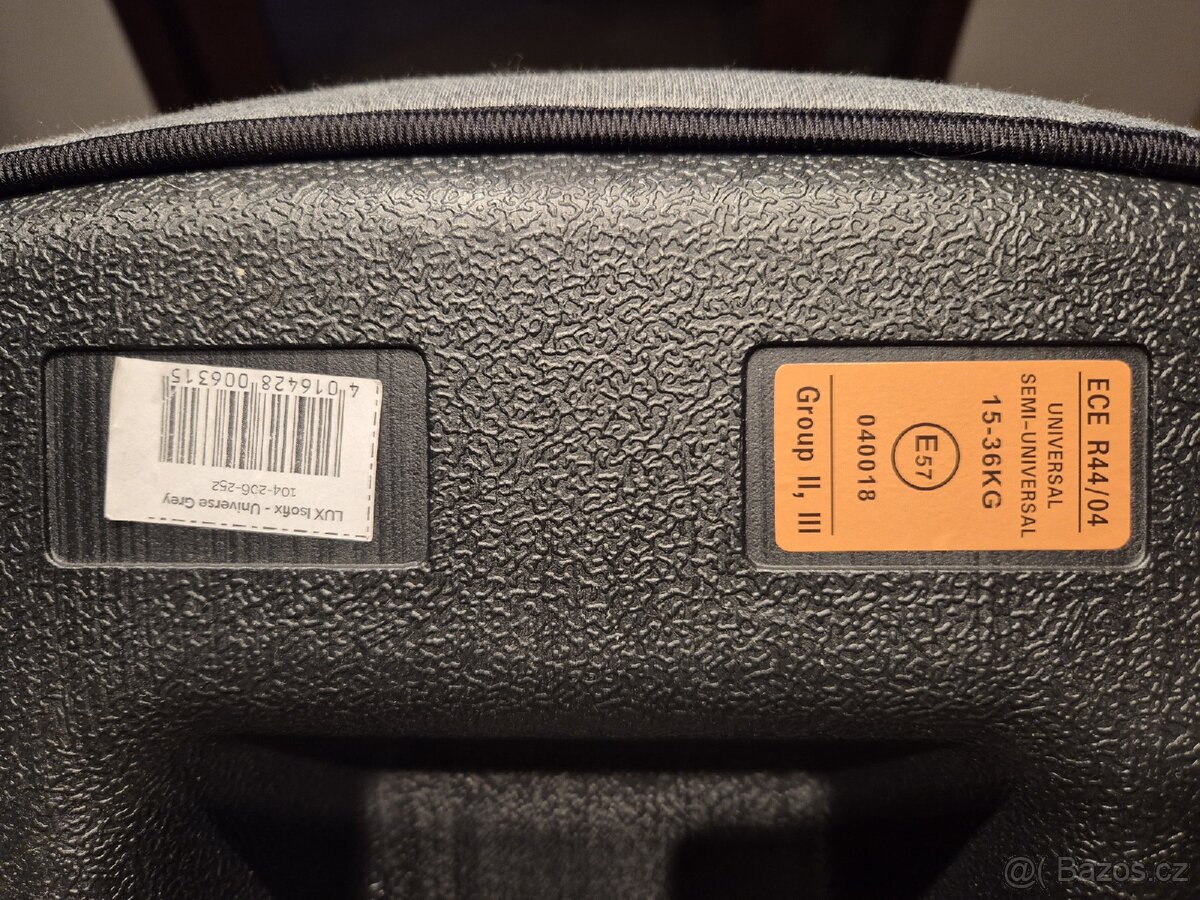 LUX Isofix - Universe Grey
104-206-252
4 016428 006315
ECE R44/04
UNIVERSAL
SEMI-UNIVERSAL
15-36KG
E57
040018
Group II, III
@( Bazos.cz